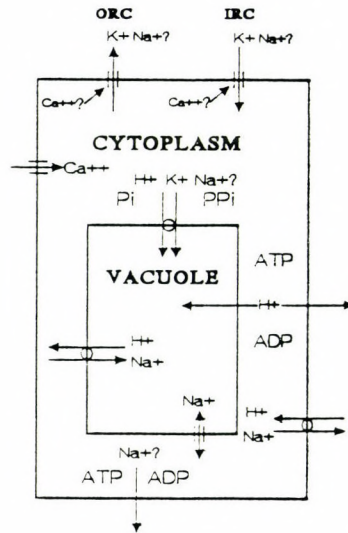 ORC IRC
K+ Na+? K+ Na+?
Ca++? Ca++?
CYTOPLASM
Ca++
H+ K+ Na+?
Pi PPi
ATP
VACUOLE
H+
ADP
H+
Na+
Na+
H+
Na+
Na+?
ATP ADP